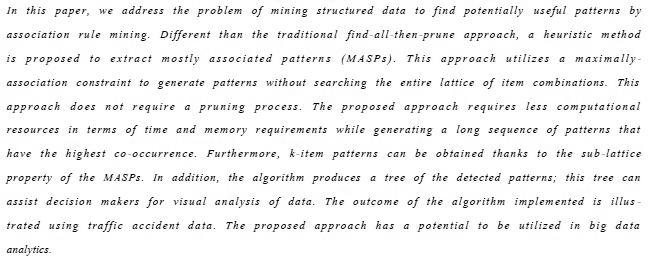 In this paper, we address the problem of mining structured data to find potentially useful patterns by
association rule mining. Different than the traditional find-all-then-prune approach, a heuristic method
is proposed to extract mostly associated patterns (MASPs). This approach utilizes a maximally-
association constraint to generate patterns without searching the entire lattice of item combinations. This
approach does not require a pruning process. The proposed approach requires less computational
resources in terms of time and memory requirements while generating a long sequence of patterns that
have the highest co-occurrence. Furthermore, k-item patterns can be obtained thanks to the sub-lattice
property of the MASPs. In addition, the algorithm produces a tree of the detected patterns; this tree can
assist decision makers for visual analysis of data. The outcome of the algorithm implemented is illus-
trated using traffic accident data. The proposed approach has a potential to be utilized in big data
analytics.